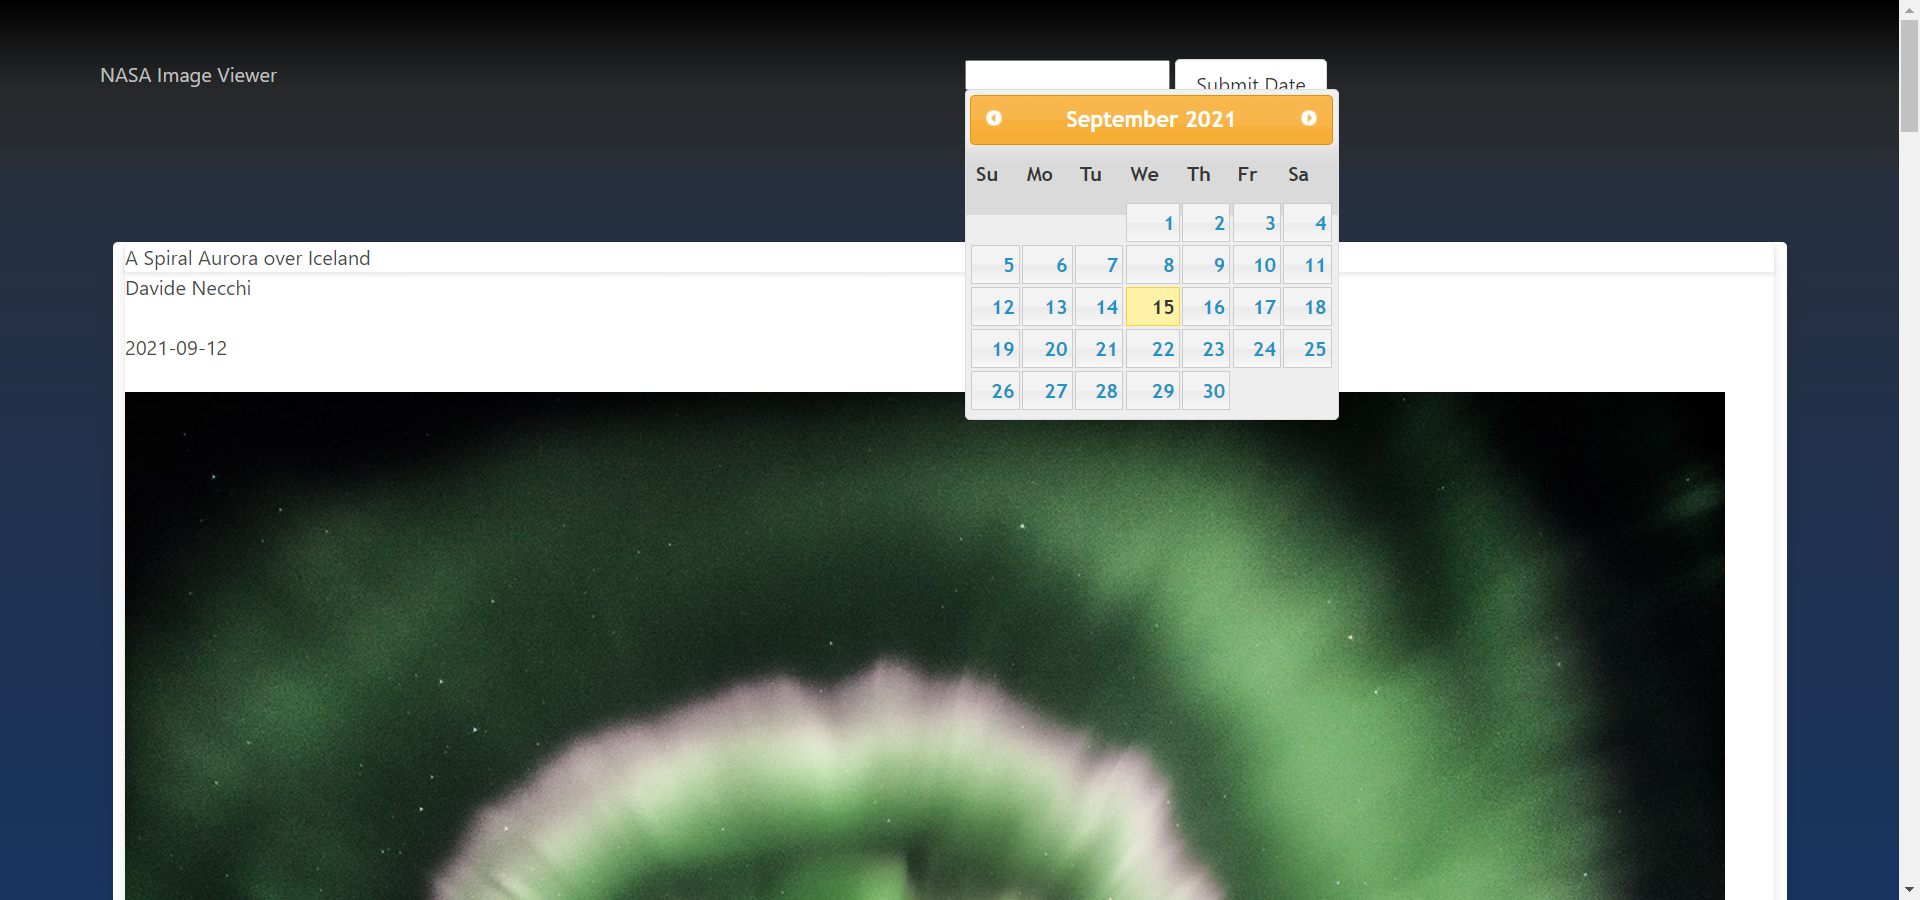 NASA Image Viewer
Submit Date
September 2021
Su Mo Tu We Th Fr Sa
1 2 3 4
5 6 7 8 9 10 11
12 13 14 15 16 17 18
19 20 21 22 23 24 25
26 27 28 29 30
A Spiral Aurora over Iceland
Davide Necchi
2021-09-12